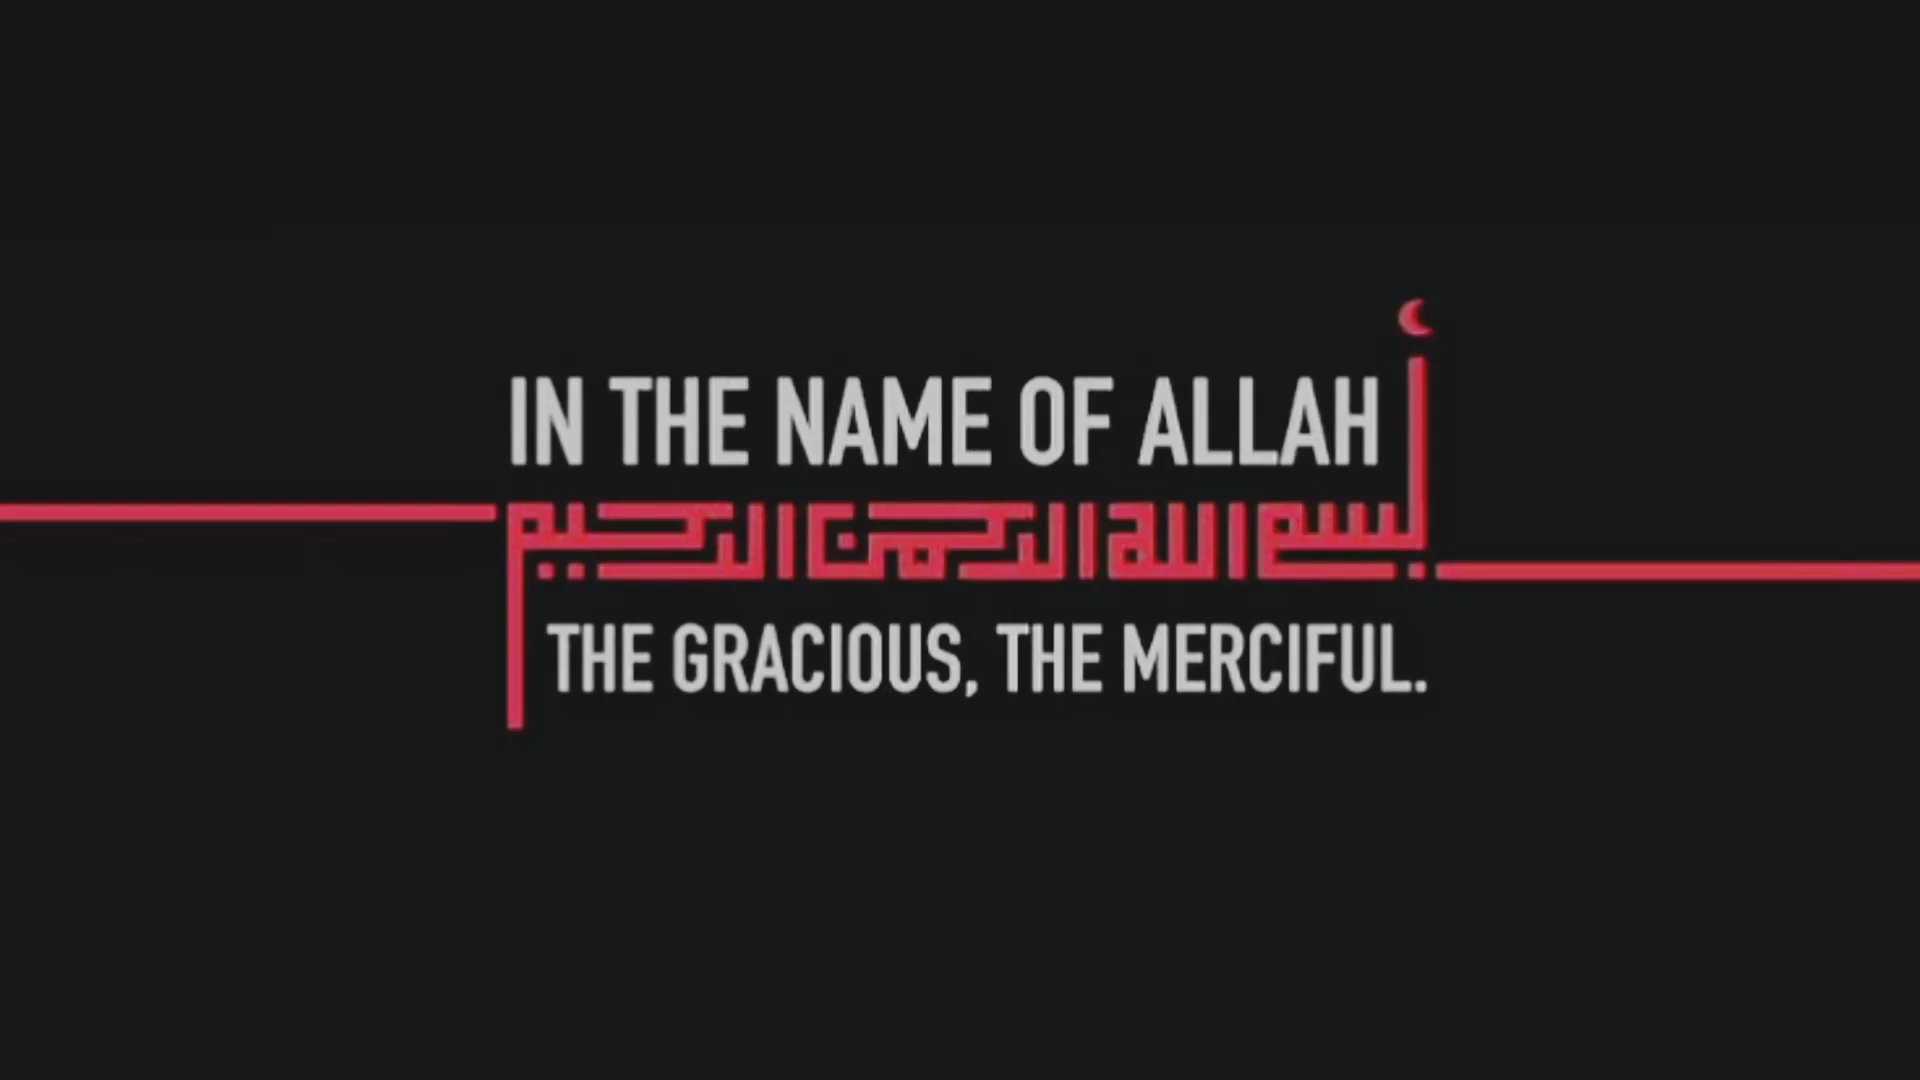 IN THE NAME OF ALLAH
بسم الله الرحمن الرحيم
THE GRACIOUS, THE MERCIFUL.